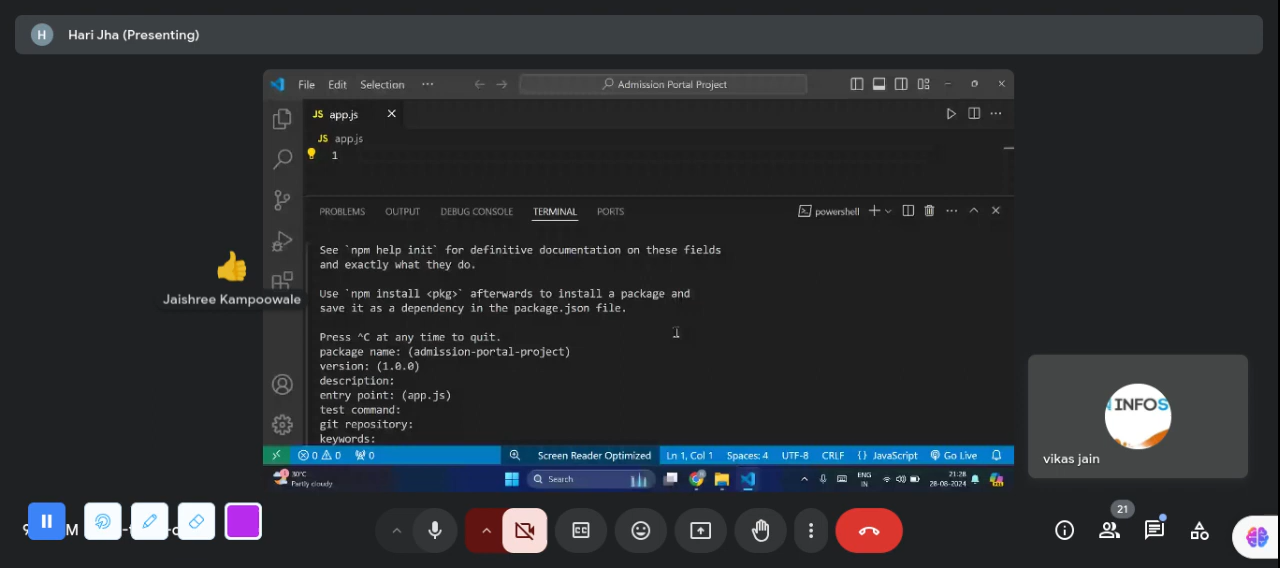 H Hari Jha (Presenting)
File Edit Selection ··· Admission Portal Project
JS app.js
JS app.js
1
PROBLEMS OUTPUT DEBUG CONSOLE TERMINAL PORTS powershell
See `npm help init` for definitive documentation on these fields
and exactly what they do.
Use `npm install <pkg>` afterwards to install a package and
save it as a dependency in the package.json file.
Press ^C at any time to quit.
package name: (admission-portal-project)
version: (1.0.0)
description:
entry point: (app.js)
test command:
git repository:
keywords:
Jaishree Kampoowale
INFOS
vikas jain
0 0 0 Screen Reader Optimized Ln 1, Col 1 Spaces: 4 UTF-8 CRLF {} JavaScript Go Live
30°C
Partly cloudy
Search
ENG
IN
21:28
28-08-2024
CC
21